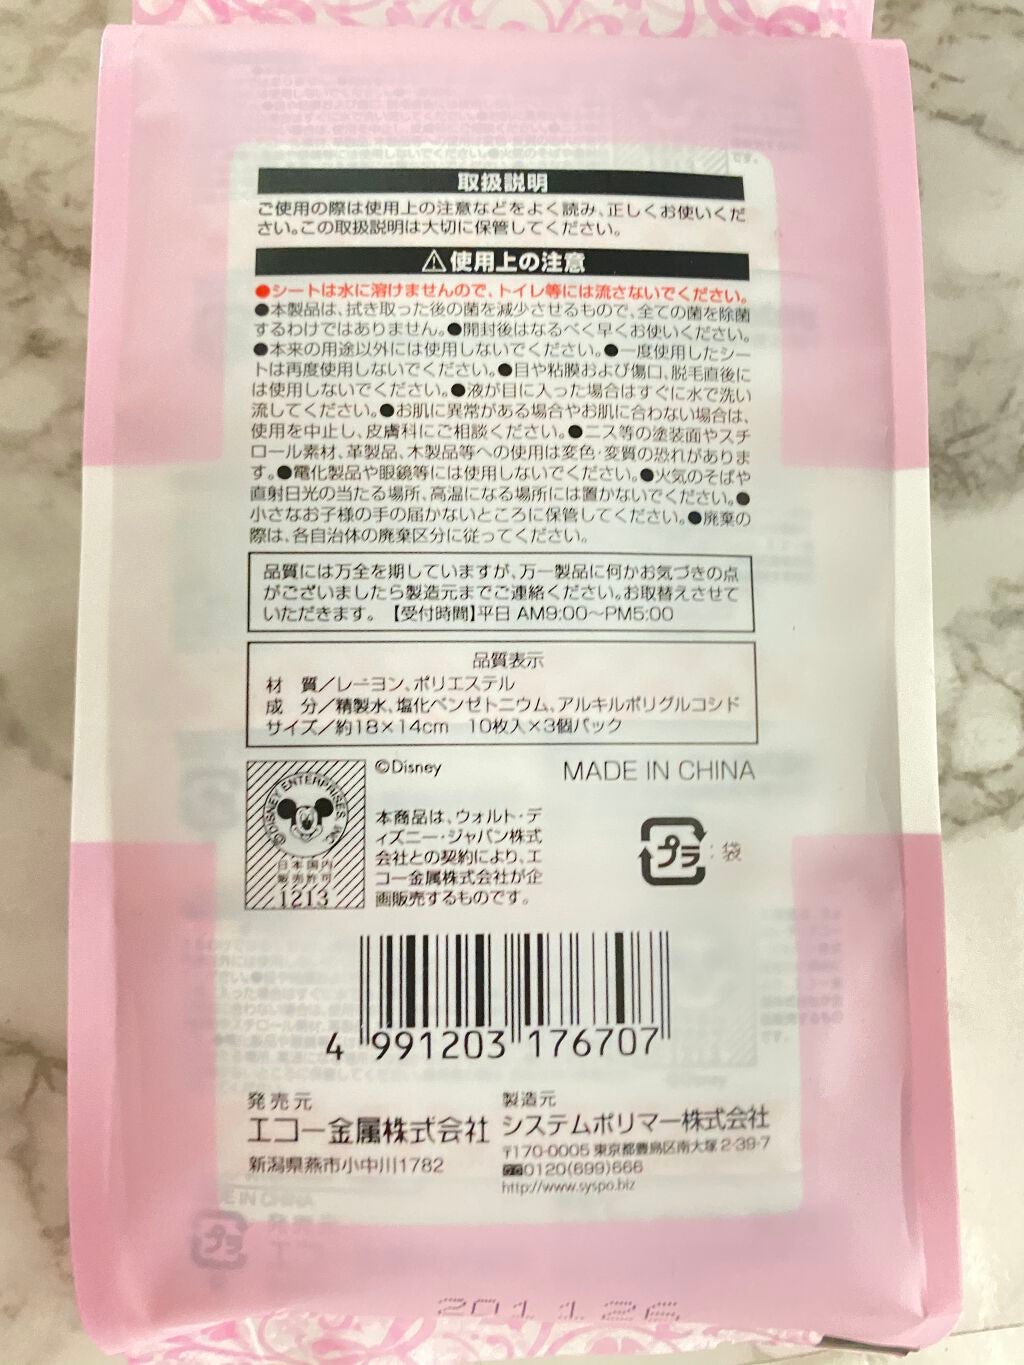 取扱説明
ご使用の際は使用上の注意などをよく読み、正しくお使いくだ
さい。この取扱説明は大切に保管してください。
⚠使用上の注意
●シートは水に溶けませんので、トイレ等には流さないでください。
●本製品は、拭き取った後の菌を減少させるもので、全ての菌を除菌
するわけではありません。●開封後はなるべく早くお使いください。
●本来の用途以外には使用しないでください。●一度使用したシー
トは再度使用しないでください。●目や粘膜および傷口、脱毛直後に
は使用しないでください。●液が目に入った場合はすぐに水で洗い
流してください。●お肌に異常がある場合やお肌に合わない場合は、
使用を中止し、皮膚科にご相談ください。●ニス等の塗装面やスチ
ロール素材、革製品、木製品等への使用は変色・変質の恐れがありま
す。●電化製品や眼鏡等には使用しないでください。●火気のそばや
直射日光の当たる場所、高温になる場所には置かないでください。●
小さなお子様の手の届かないところに保管してください。●廃棄の
際は、各自治体の廃棄区分に従ってください。
品質には万全を期していますが、万一製品に何かお気づきの点
がございましたら製造元までご連絡ください。お取替えさせて
いただきます。【受付時間】平日 AM9:00〜PM5:00
品質表示
材 質／レーヨン、ポリエステル
成 分／精製水、塩化ベンゼトニウム、アルキルポリグルコシド
サイズ／約18×14cm 10枚入×3個パック
©DISNEY ENTERPRISES, INC.
日本国内
販売許可
1213
©Disney
MADE IN CHINA
本商品は、ウォルト・デ
ィズニー・ジャパン株式
会社との契約により、エ
コー金属株式会社が企
画販売するものです。
プラ：袋
4 991203 176707
発売元
エコー金属株式会社
新潟県燕市小中川1782
製造元
システムポリマー株式会社
〒170-0005 東京都豊島区南大塚2-39-7
0120(699)666
http://www.syspo.biz
201126